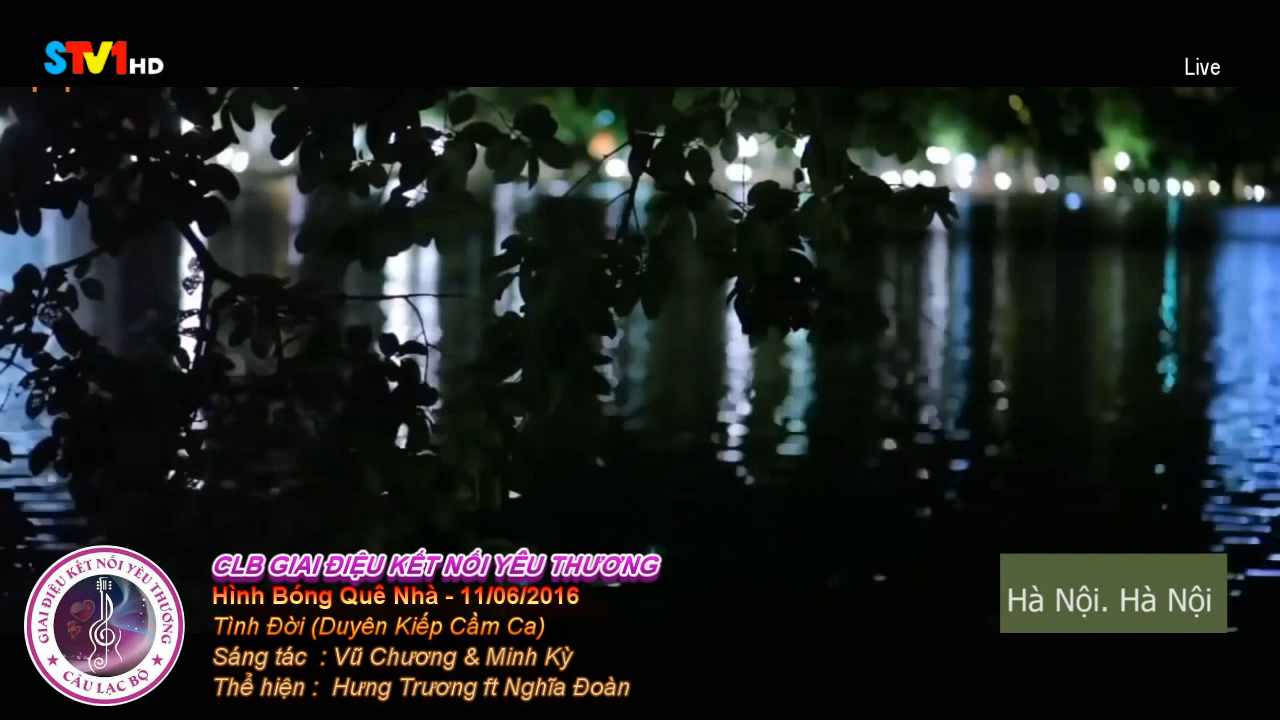 STV1 HD
Live
CLB GIAI ĐIỆU KẾT NỐI YÊU THƯƠNG
Hình Bóng Quê Nhà - 11/06/2016
Tình Đời (Duyên Kiếp Cầm Ca)
Sáng tác : Vũ Chương & Minh Kỳ
Thể hiện : Hưng Trương ft Nghĩa Đoàn
GIAI ĐIỆU KẾT NỐI YÊU THƯƠNG
CÂU LẠC BỘ
Hà Nội. Hà Nội